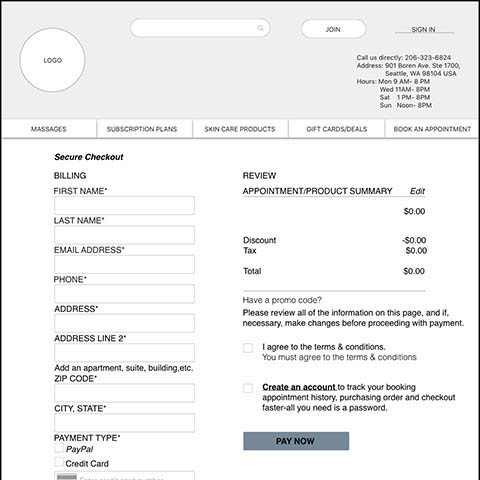 JOIN
SIGN IN
LOGO
Call us directly: 206-323-6824
Address: 901 Boren Ave. Ste 1700,
Seattle, WA 98104 USA
Hours: Mon 9 AM- 8 PM
Wed 11AM- 8PM
Sat 1 PM- 8PM
Sun Noon- 8PM
MASSAGES
SUBSCRIPTION PLANS
SKIN CARE PRODUCTS
GIFT CARDS/DEALS
BOOK AN APPOINTMENT
Secure Checkout
BILLING
FIRST NAME*
LAST NAME*
EMAIL ADDRESS*
PHONE*
ADDRESS*
ADDRESS LINE 2*
Add an apartment, suite, building,etc.
ZIP CODE*
CITY, STATE*
PAYMENT TYPE*
PayPal
Credit Card
Enter credit card number
REVIEW
APPOINTMENT/PRODUCT SUMMARY Edit
$0.00
Discount -$0.00
Tax $0.00
Total $0.00
Have a promo code?
Please review all of the information on this page, and if,
necessary, make changes before proceeding with payment.
I agree to the terms & conditions.
You must agree to the terms & conditions
Create an account to track your booking
appointment history, purchasing order and checkout
faster-all you need is a password.
PAY NOW